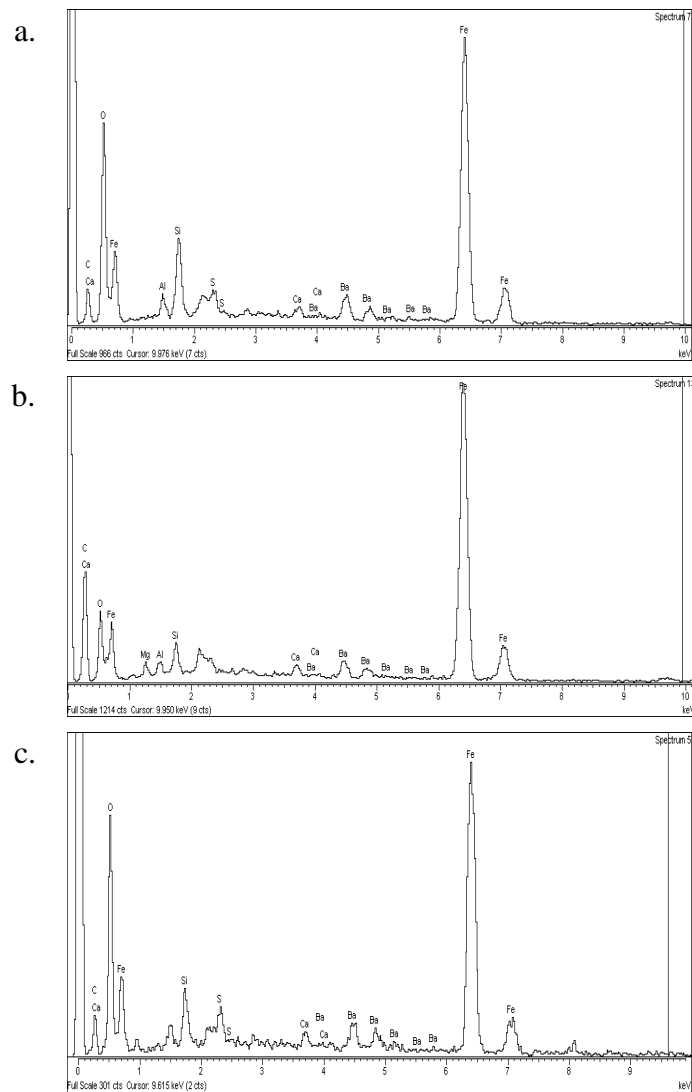 a.
Spectrum 7
Fe
O
Si
Fe
C
Ca
Al
S
S
Ca
Ca
Ba
Ba
Ba
Ba
Ba
Ba
Fe
0 1 2 3 4 5 6 7 8 9 10
Full Scale 966 cts Cursor: 9.976 keV (7 cts)
keV
b.
Spectrum 1
Fe
C
Ca
O
Fe
Mg
Al
Si
Ca
Ca
Ba
Ba
Ba
Ba
Ba
Ba
Fe
0 1 2 3 4 5 6 7 8 9 10
Full Scale 1214 cts Cursor: 9.950 keV (9 cts)
keV
c.
Spectrum 5
Fe
O
Fe
C
Ca
Si
S
S
Ca
Ba
Ca
Ba
Ba
Ba
Ba
Ba
Fe
0 1 2 3 4 5 6 7 8 9
Full Scale 301 cts Cursor: 9.615 keV (2 cts)
keV